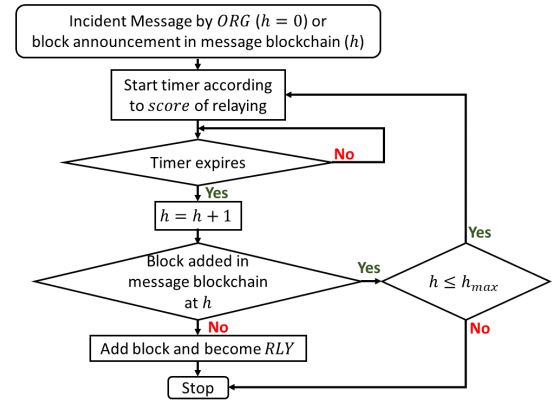 Incident Message by ORG (h = 0) or
block announcement in message blockchain (h)
Start timer according
to score of relaying
Timer expires
No
Yes
h = h + 1
Block added in
message blockchain
at h
Yes
h ≤ h_max
Yes
No
No
Add block and become RLY
Stop